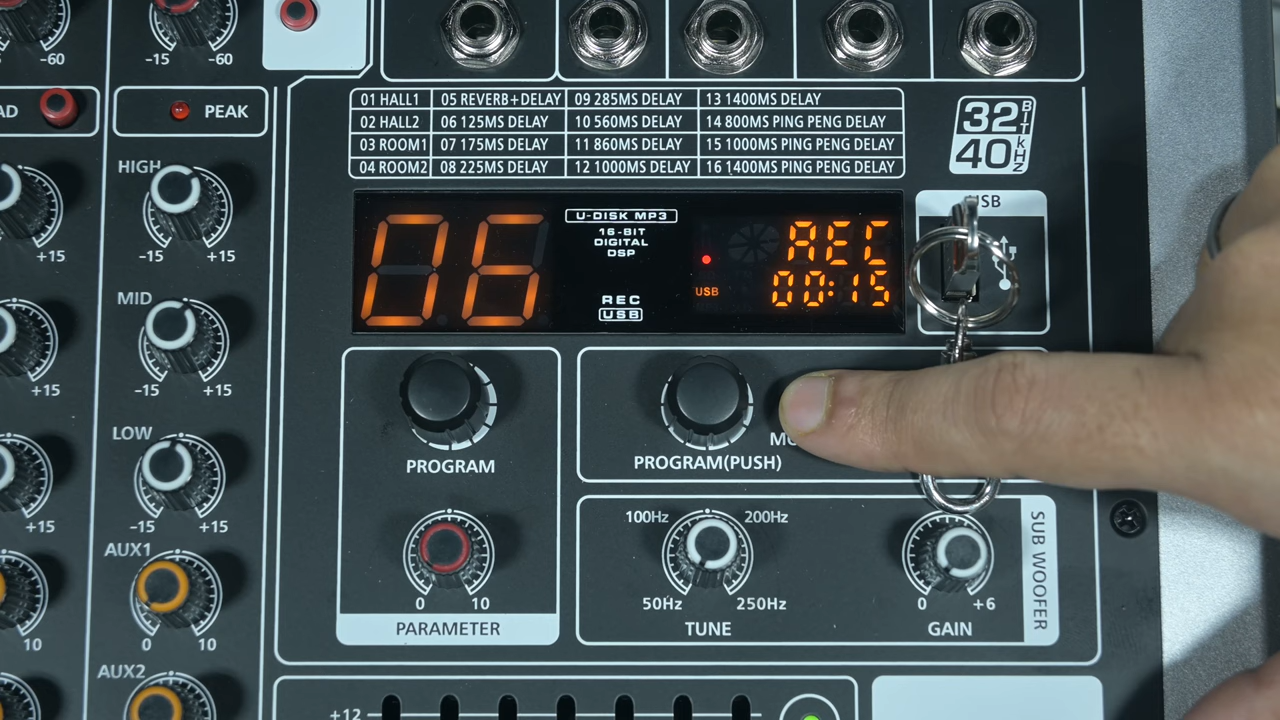 -60
-15
-60
AD
PEAK
01 HALL1 05 REVERB+DELAY 09 285MS DELAY 13 1400MS DELAY
02 HALL2 06 125MS DELAY 10 560MS DELAY 14 800MS PING PENG DELAY
03 ROOM1 07 175MS DELAY 11 860MS DELAY 15 1000MS PING PENG DELAY
04 ROOM2 08 225MS DELAY 12 1000MS DELAY 16 1400MS PING PENG DELAY
32 BIT
40 kHz
HIGH
+15
-15
+15
06
U-DISK MP3
16-BIT
DIGITAL
DSP
REC
USB
USB
REC
00:15
USB
MID
+15
-15
+15
PROGRAM
PROGRAM(PUSH)
LOW
+15
-15
+15
100Hz
200Hz
50Hz
250Hz
TUNE
0
+6
GAIN
SUB WOOFER
0
10
PARAMETER
AUX1
10
0
10
AUX2
+12